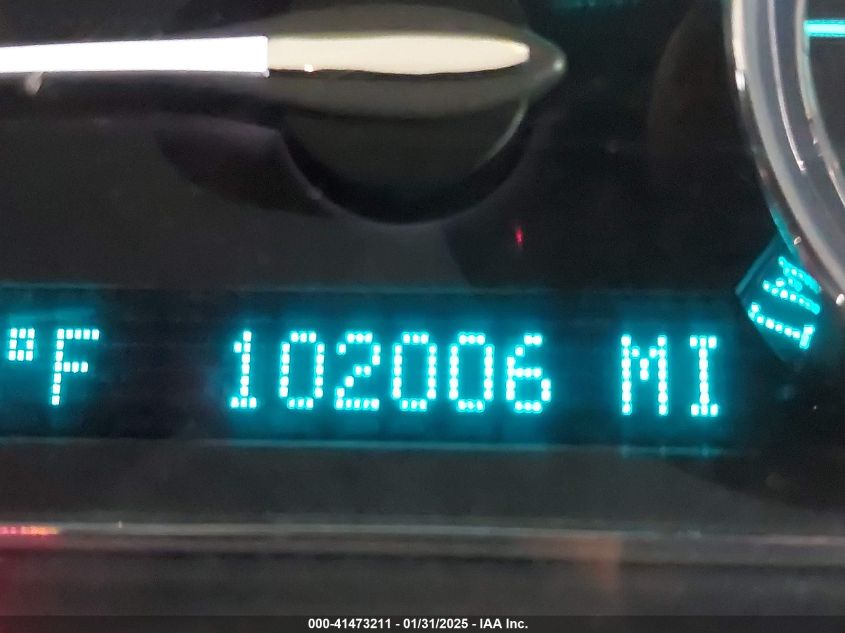 °F 102006 MI
000-41473211 - 01/31/2025 - IAA Inc.